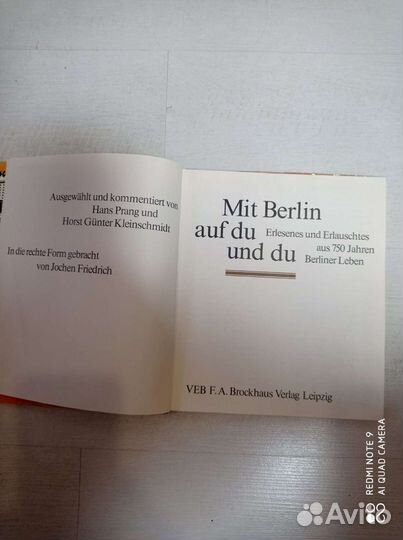 Ausgewählt und kommentiert von
Hans Prang und
Horst Günter Kleinschmidt
In die rechte Form gebracht
von Jochen Friedrich
Mit Berlin
auf du
und du
Erlesenes und Erlauschtes
aus 750 Jahren
Berliner Leben
VEB F. A. Brockhaus Verlag Leipzig
REDMI NOTE 9
AI QUAD CAMERA
Avito